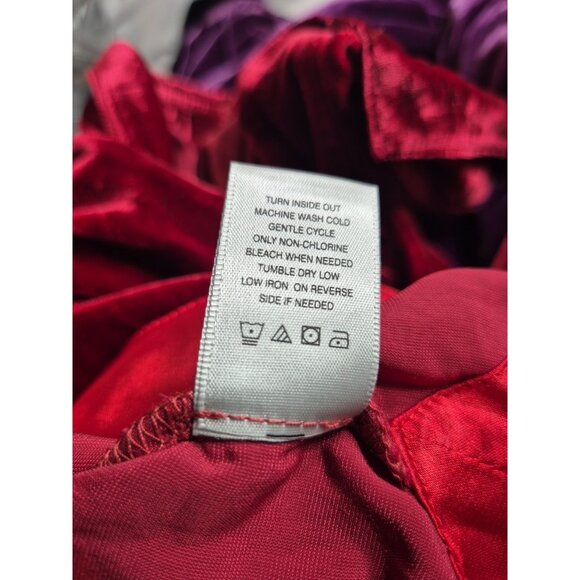 TURN INSIDE OUT
MACHINE WASH COLD
GENTLE CYCLE
ONLY NON-CHLORINE
BLEACH WHEN NEEDED
TUMBLE DRY LOW
LOW IRON ON REVERSE
SIDE IF NEEDED